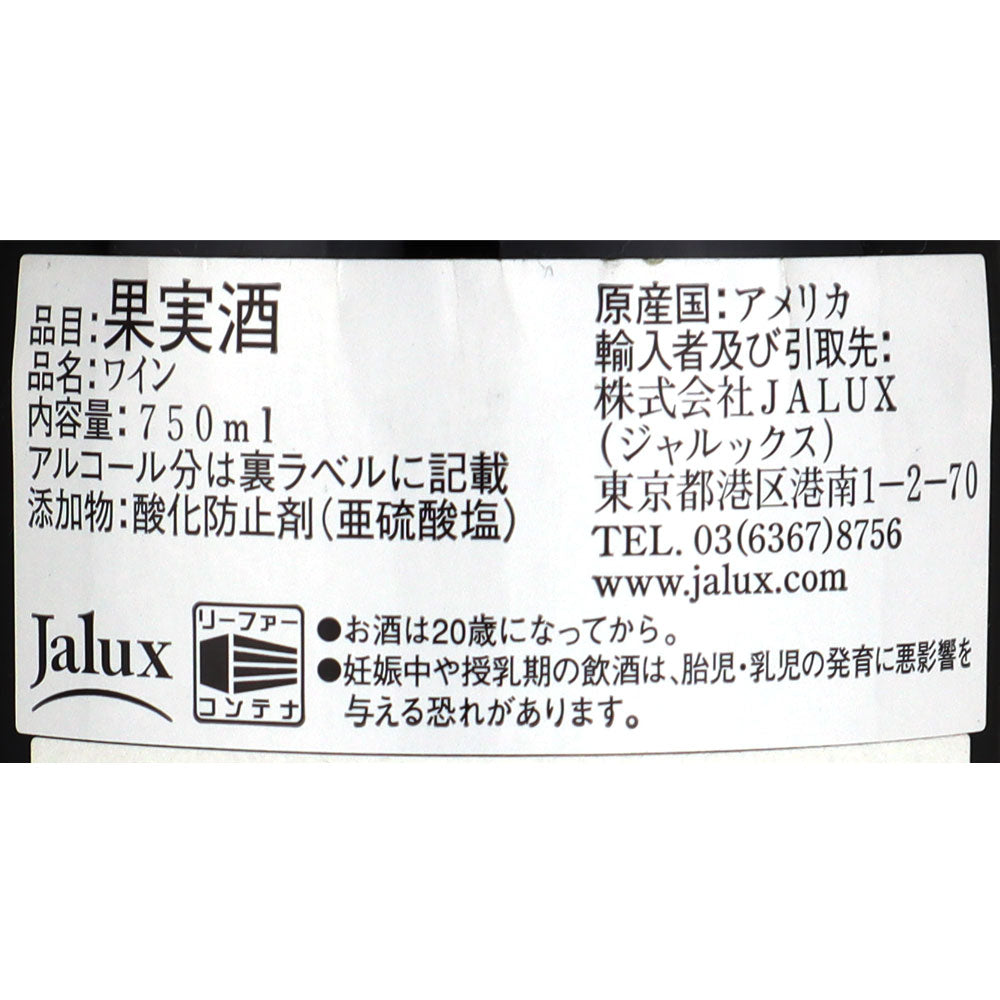 品目:果実酒
品名:ワイン
内容量:750ml
アルコール分は裏ラベルに記載
添加物:酸化防止剤(亜硫酸塩)
原産国:アメリカ
輸入者及び引取先:
株式会社JALUX
(ジャルックス)
東京都港区港南1-2-70
TEL. 03(6367)8756
www.jalux.com
Jalux
リーファー
コンテナ
●お酒は20歳になってから。
●妊娠中や授乳期の飲酒は、胎児・乳児の発育に悪影響を
与える恐れがあります。